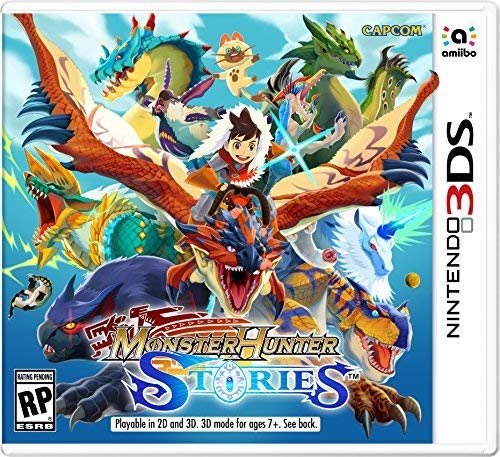 CAPCOM
amiibo
NINTENDO 3DS
MONSTER HUNTER
STORIES™
RATING PENDING
RP
ESRB
Playable in 2D and 3D. 3D mode for ages 7+. See back.